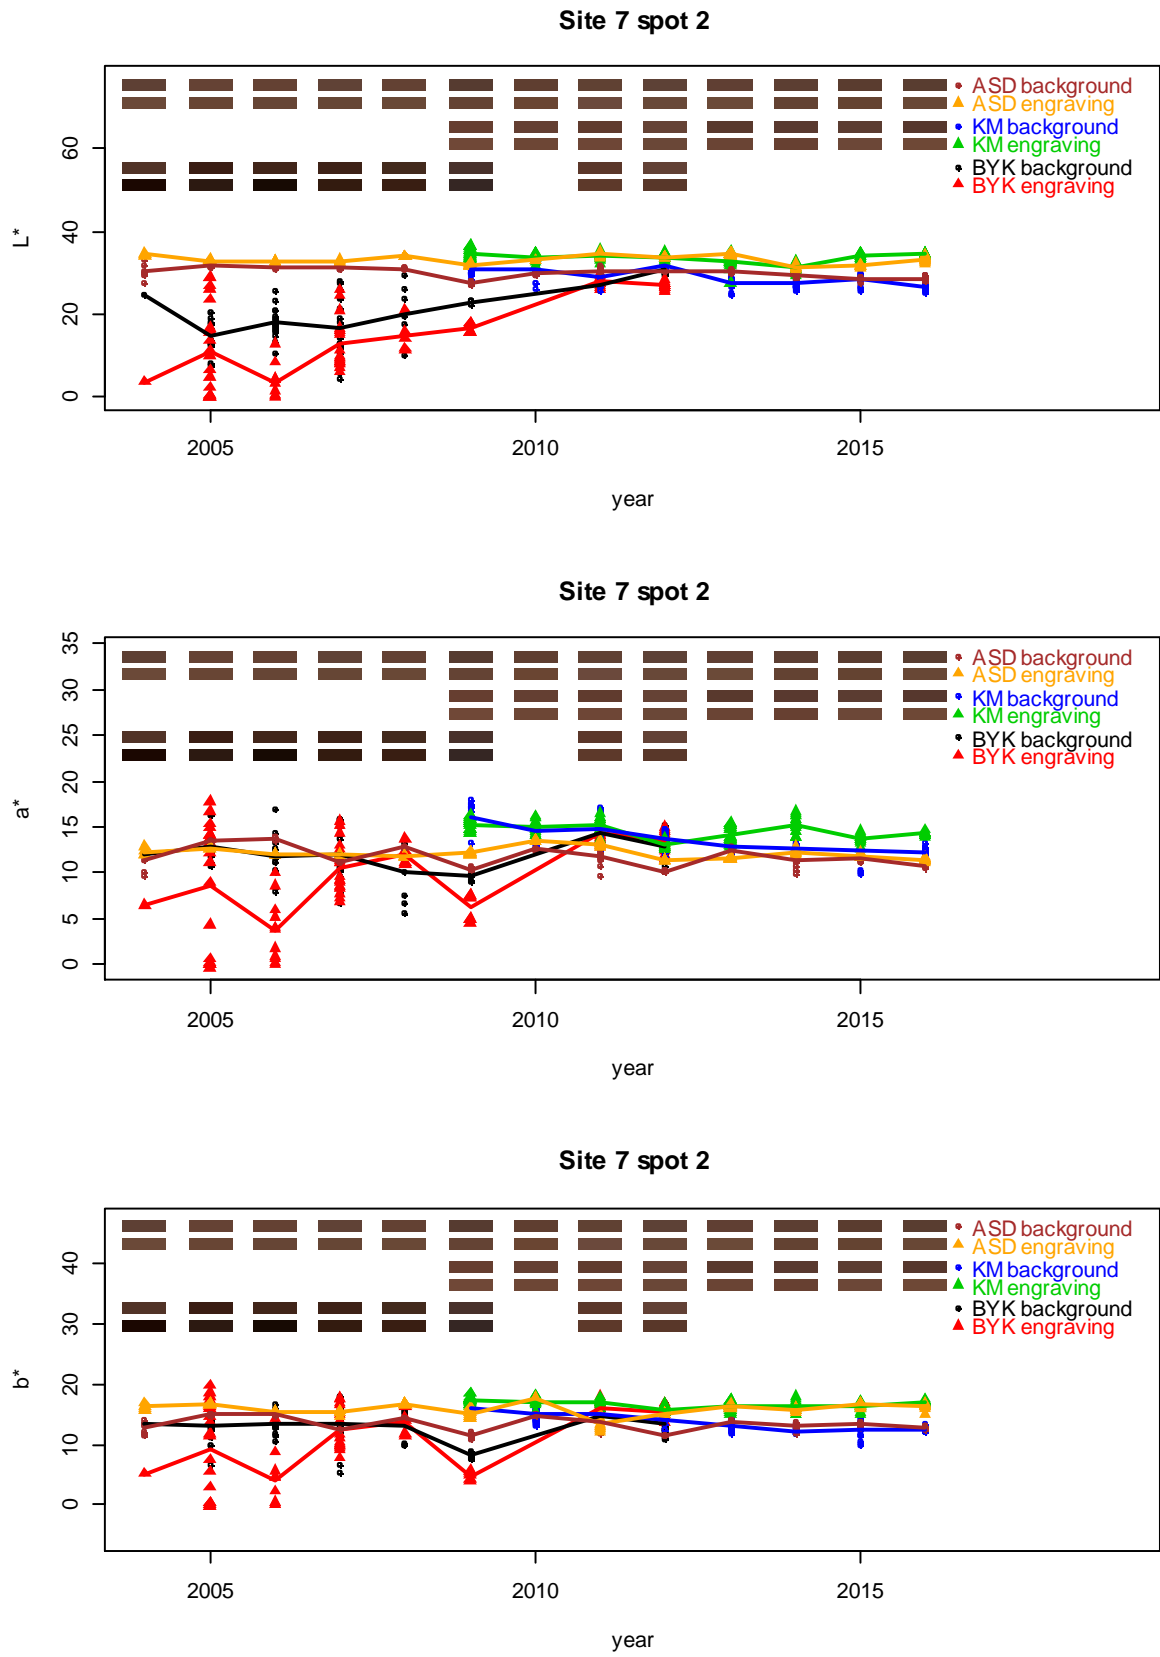 Site 7 spot 2
ASD background
ASD engraving
KM background
KM engraving
BYK background
BYK engraving
L*
60
40
20
0
2005 2010 2015
year
Site 7 spot 2
ASD background
ASD engraving
KM background
KM engraving
BYK background
BYK engraving
a*
35
30
25
20
15
10
5
0
2005 2010 2015
year
Site 7 spot 2
ASD background
ASD engraving
KM background
KM engraving
BYK background
BYK engraving
b*
40
30
20
10
0
2005 2010 2015
year